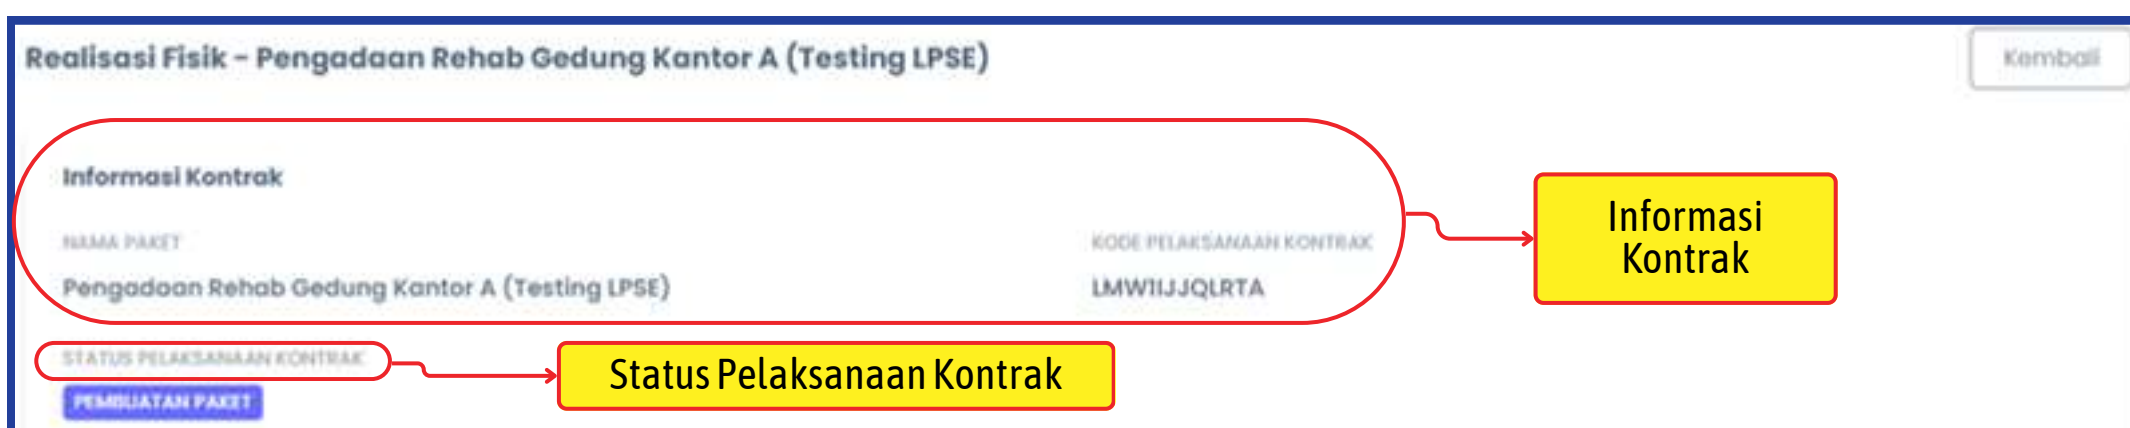 Realisasi Fisik - Pengadaan Rehab Gedung Kantor A (Testing LPSE)
Kembali
Informasi Kontrak
NAMA PAKET
KODE PELAKSANAAN KONTRAK
Pengadaan Rehab Gedung Kantor A (Testing LPSE)
LMW1IJJQLRTA
Informasi
Kontrak
STATUS PELAKSANAAN KONTRAK
Status Pelaksanaan Kontrak
PEMBUATAN PAKET